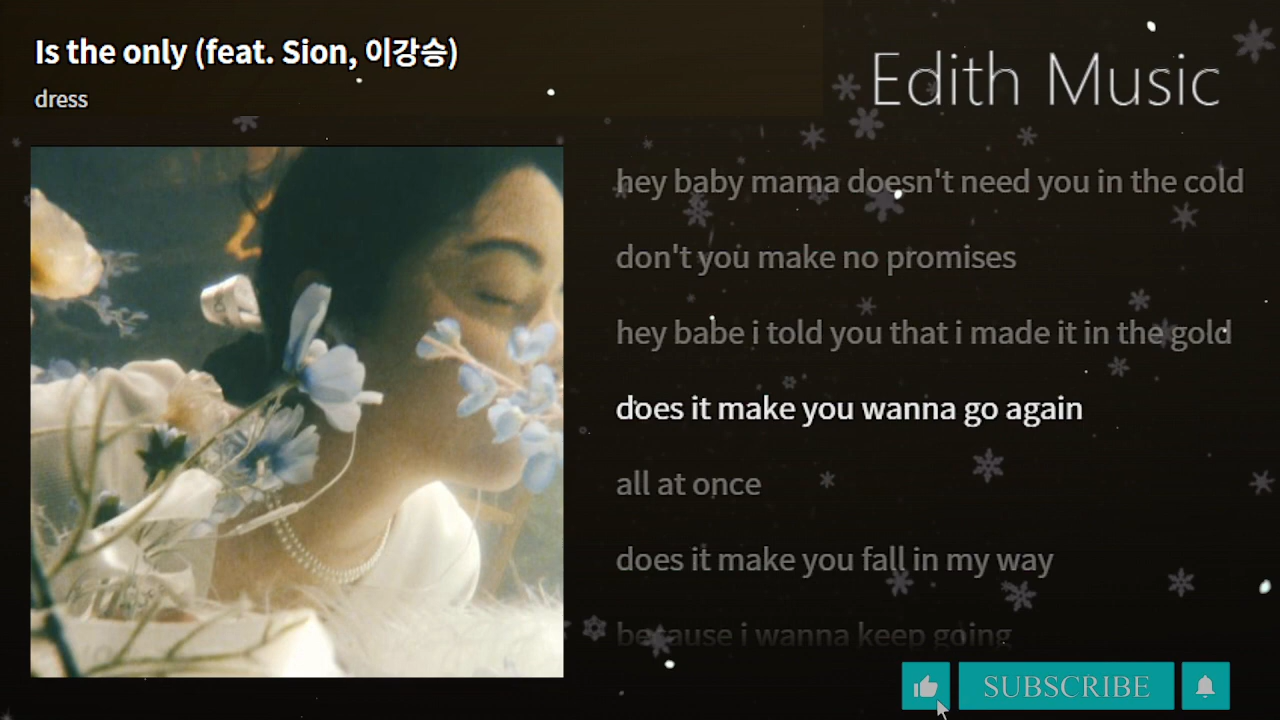 Is the only (feat. Sion, 이강승)
dress
Edith Music
hey baby mama doesn't need you in the cold
don't you make no promises
hey babe i told you that i made it in the gold
does it make you wanna go again
all at once
does it make you fall in my way
because i wanna keep going
SUBSCRIBE